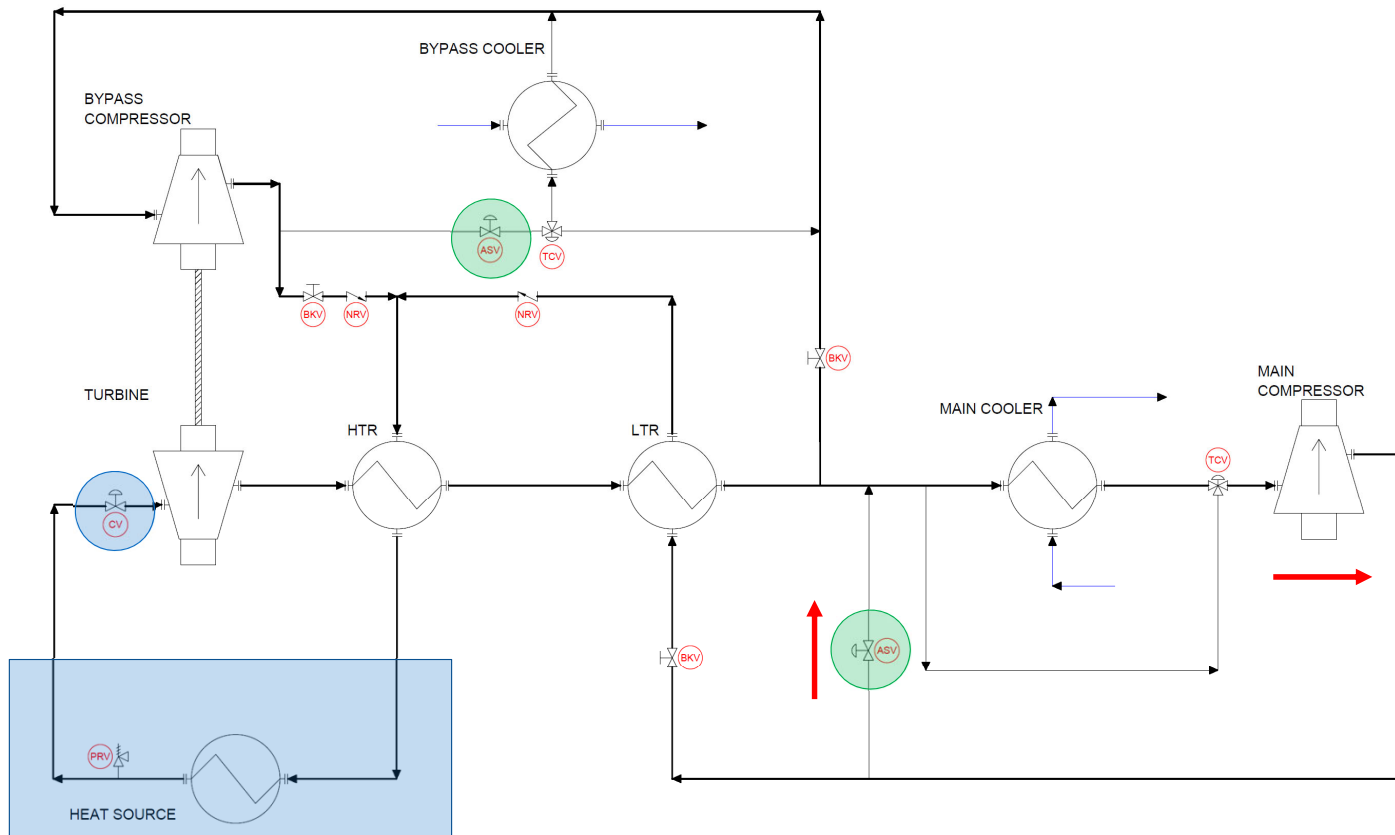 BYPASS COOLER
BYPASS
COMPRESSOR
ASV
TCV
BKV
NRV
NRV
BKV
TURBINE
HTR
LTR
MAIN COOLER
MAIN
COMPRESSOR
TCV
CV
ASV
BKV
PRV
HEAT SOURCE